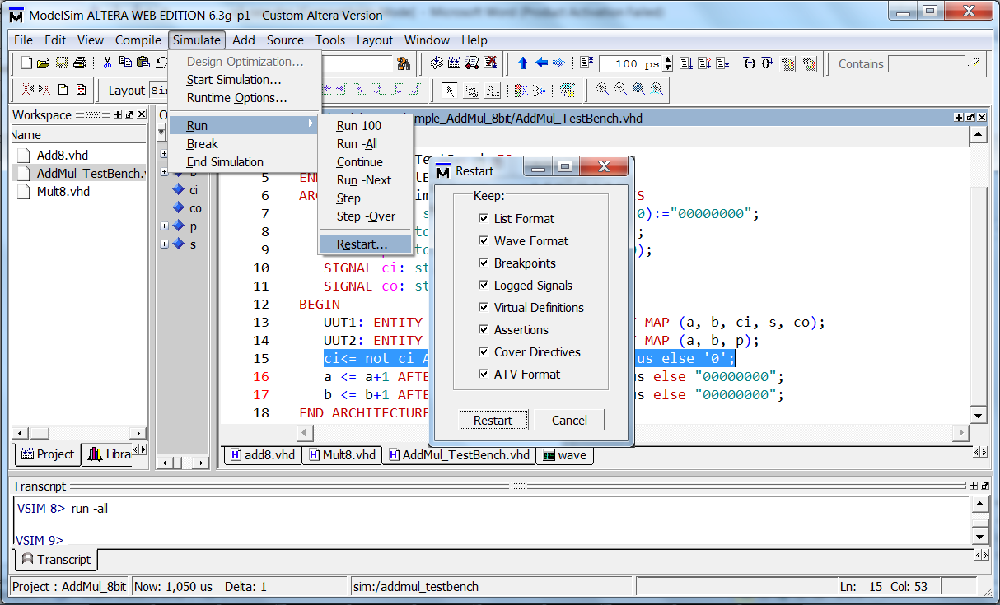 ModelSim ALTERA WEB EDITION 6.3g_p1 - Custom Altera Version
File Edit View Compile Simulate Add Source Tools Layout Window Help
100 ps
Contains
Layout
Design Optimization...
Start Simulation...
Runtime Options...
Run
Break
End Simulation
Run 100
Run -All
Continue
Run -Next
Step
Step -Over
Restart...
Workspace
Name
Add8.vhd
AddMul_TestBench.
Mult8.vhd
Project
Libra
ci
co
p
s
mple_AddMul_8bit/AddMul_TestBench.vhd
5 EN
6 AR S
7 0):="00000000";
8 ;
9 );
10 SIGNAL ci: st
11 SIGNAL co: st
12 BEGIN
13 UUT1: ENTITY MAP (a, b, ci, s, co);
14 UUT2: ENTITY MAP (a, b, p);
15 ci<= not ci A us else '0';
16 a <= a+1 AFTE s else "00000000";
17 b <= b+1 AFTE s else "00000000";
18 END ARCHITECTURE
Restart
Keep:
List Format
Wave Format
Breakpoints
Logged Signals
Virtual Definitions
Assertions
Cover Directives
ATV Format
Restart Cancel
add8.vhd Mult8.vhd AddMul_TestBench.vhd wave
Transcript
VSIM 8> run -all
VSIM 9>
Transcript
Project : AddMul_8bit Now: 1,050 us Delta: 1 sim:/addmul_testbench Ln: 15 Col: 53